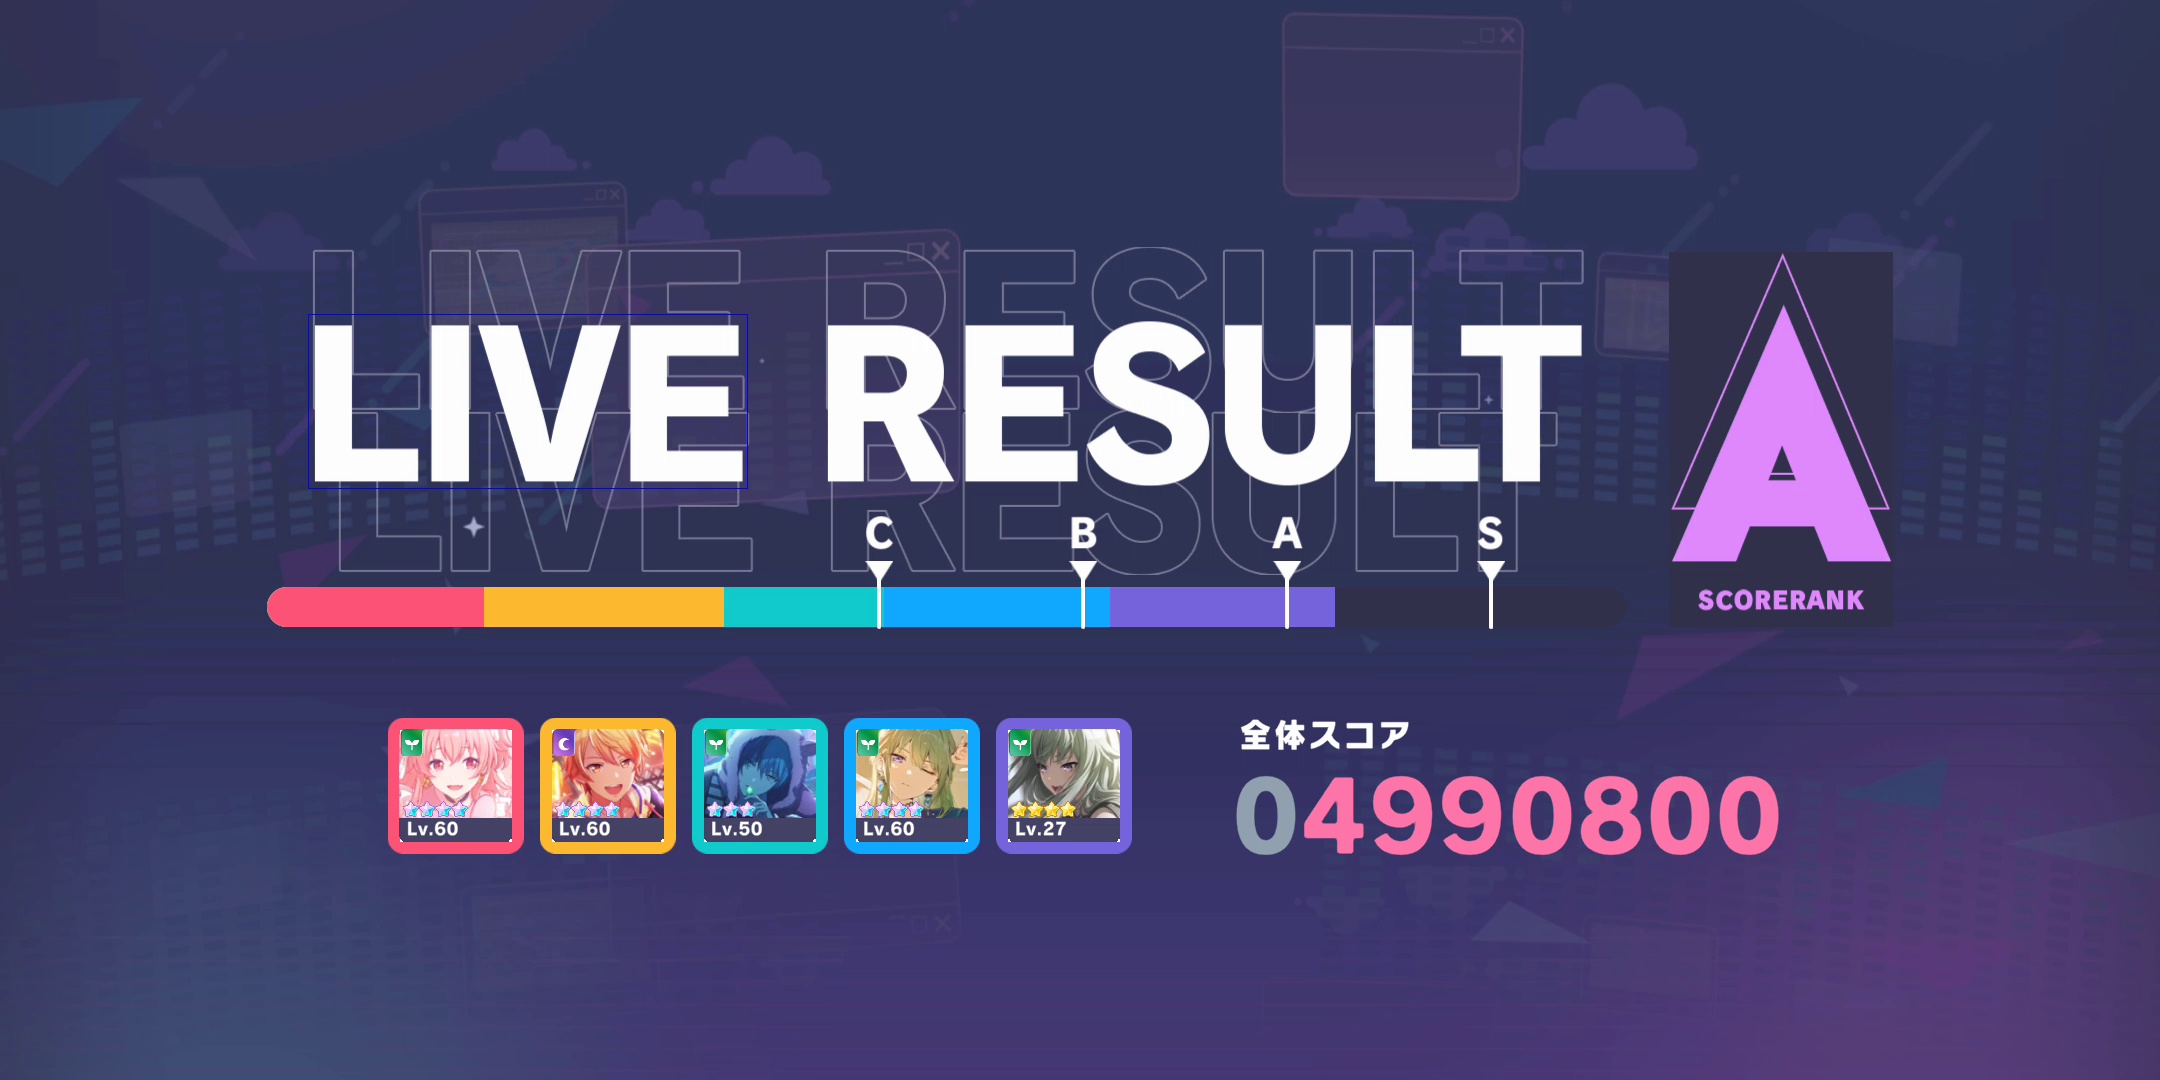 LIVE RESULT
C B A S
SCORERANK
全体スコア
04990800
Lv.60 Lv.60 Lv.50 Lv.60 Lv.27
A